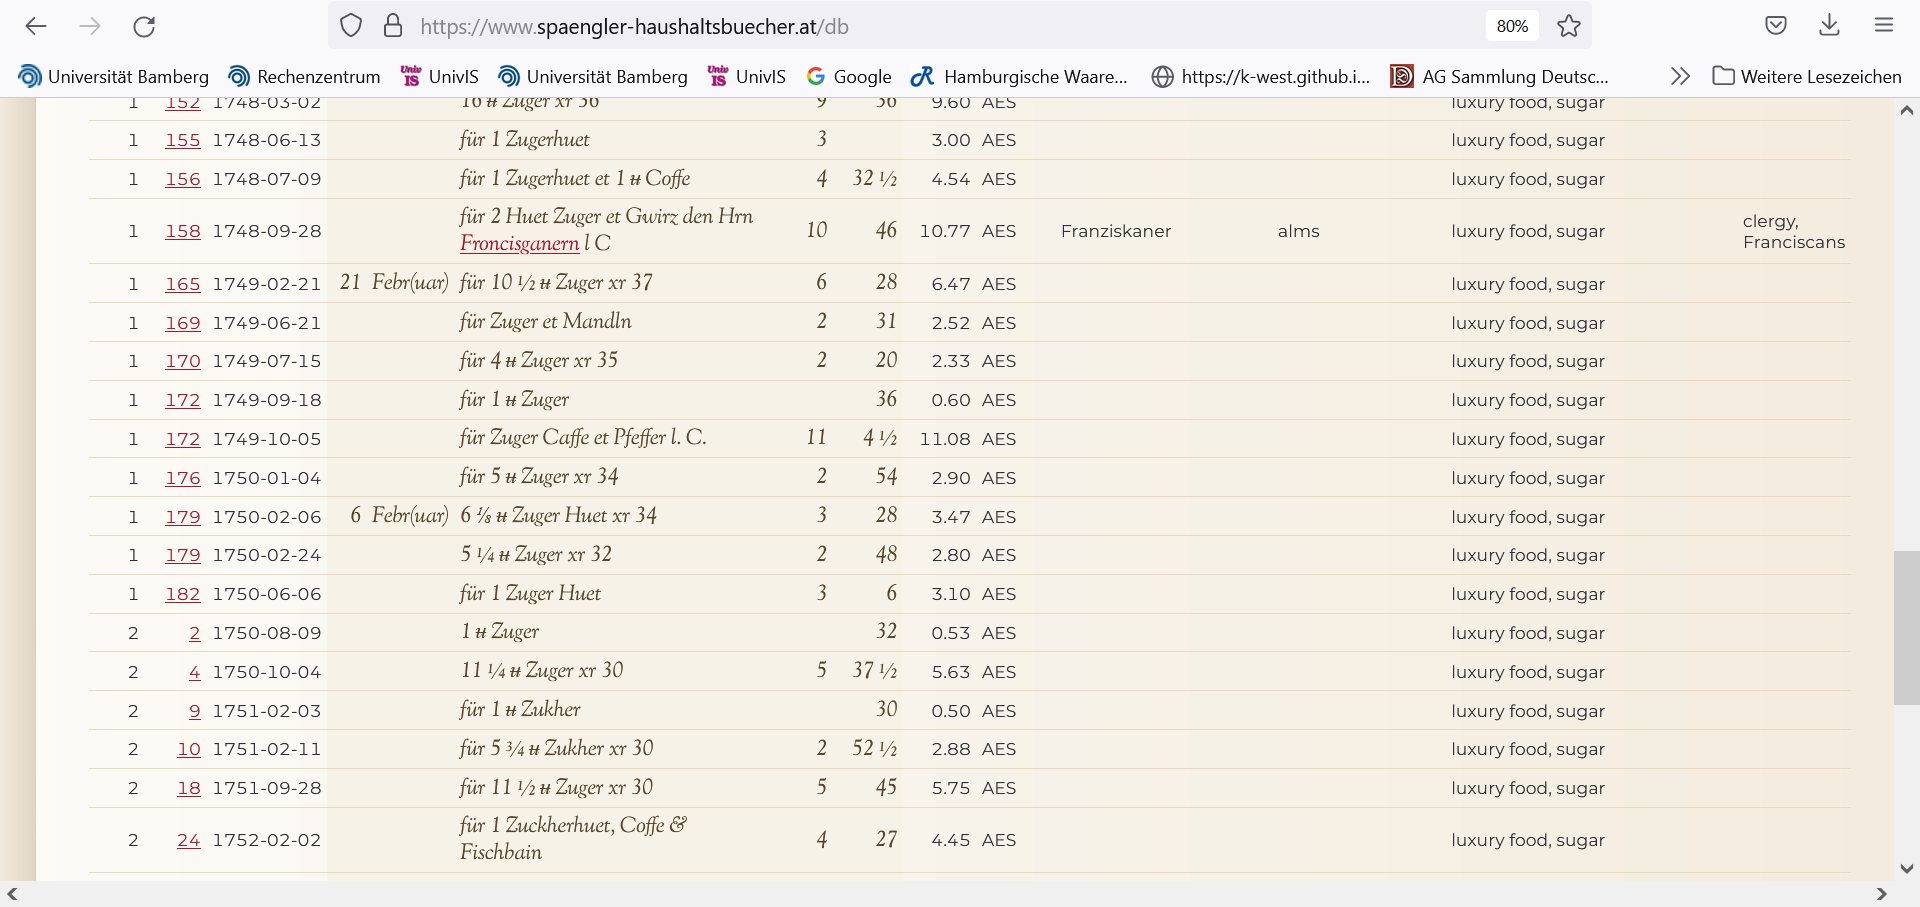 https://www.spaengler-haushaltsbuecher.at/db 80%
Universität Bamberg Rechenzentrum UnivIS UnivIS Universität Bamberg UnivIS UnivIS Google Hamburgische Waare... https://k-west.github.i... AG Sammlung Deutsc... Weitere Lesezeichen
1 152 1748-03-02 16 ℔ Zuger xr 36 9 36 9.60 AES luxury food, sugar
1 155 1748-06-13 für 1 Zugerhuet 3 3.00 AES luxury food, sugar
1 156 1748-07-09 für 1 Zugerhuet et 1 ℔ Coffe 4 32 ½ 4.54 AES luxury food, sugar
1 158 1748-09-28 für 2 Huet Zuger et Gwirz den Hrn
Froncisganern l C 10 46 10.77 AES Franziskaner alms luxury food, sugar clergy,
Franciscans
1 165 1749-02-21 21 Febr(uar) für 10 ½ ℔ Zuger xr 37 6 28 6.47 AES luxury food, sugar
1 169 1749-06-21 für Zuger et Mandln 2 31 2.52 AES luxury food, sugar
1 170 1749-07-15 für 4 ℔ Zuger xr 35 2 20 2.33 AES luxury food, sugar
1 172 1749-09-18 für 1 ℔ Zuger 36 0.60 AES luxury food, sugar
1 172 1749-10-05 für Zuger Caffe et Pfeffer l. C. 11 4 ½ 11.08 AES luxury food, sugar
1 176 1750-01-04 für 5 ℔ Zuger xr 34 2 54 2.90 AES luxury food, sugar
1 179 1750-02-06 6 Febr(uar) 6 ⅛ ℔ Zuger Huet xr 34 3 28 3.47 AES luxury food, sugar
1 179 1750-02-24 5 ¼ ℔ Zuger xr 32 2 48 2.80 AES luxury food, sugar
1 182 1750-06-06 für 1 Zuger Huet 3 6 3.10 AES luxury food, sugar
2 2 1750-08-09 1 ℔ Zuger 32 0.53 AES luxury food, sugar
2 4 1750-10-04 11 ¼ ℔ Zuger xr 30 5 37 ½ 5.63 AES luxury food, sugar
2 9 1751-02-03 für 1 ℔ Zukher 30 0.50 AES luxury food, sugar
2 10 1751-02-11 für 5 ¾ ℔ Zukher xr 30 2 52 ½ 2.88 AES luxury food, sugar
2 18 1751-09-28 für 11 ½ ℔ Zuger xr 30 5 45 5.75 AES luxury food, sugar
2 24 1752-02-02 für 1 Zuckherhuet, Coffe &
Fischbain 4 27 4.45 AES luxury food, sugar